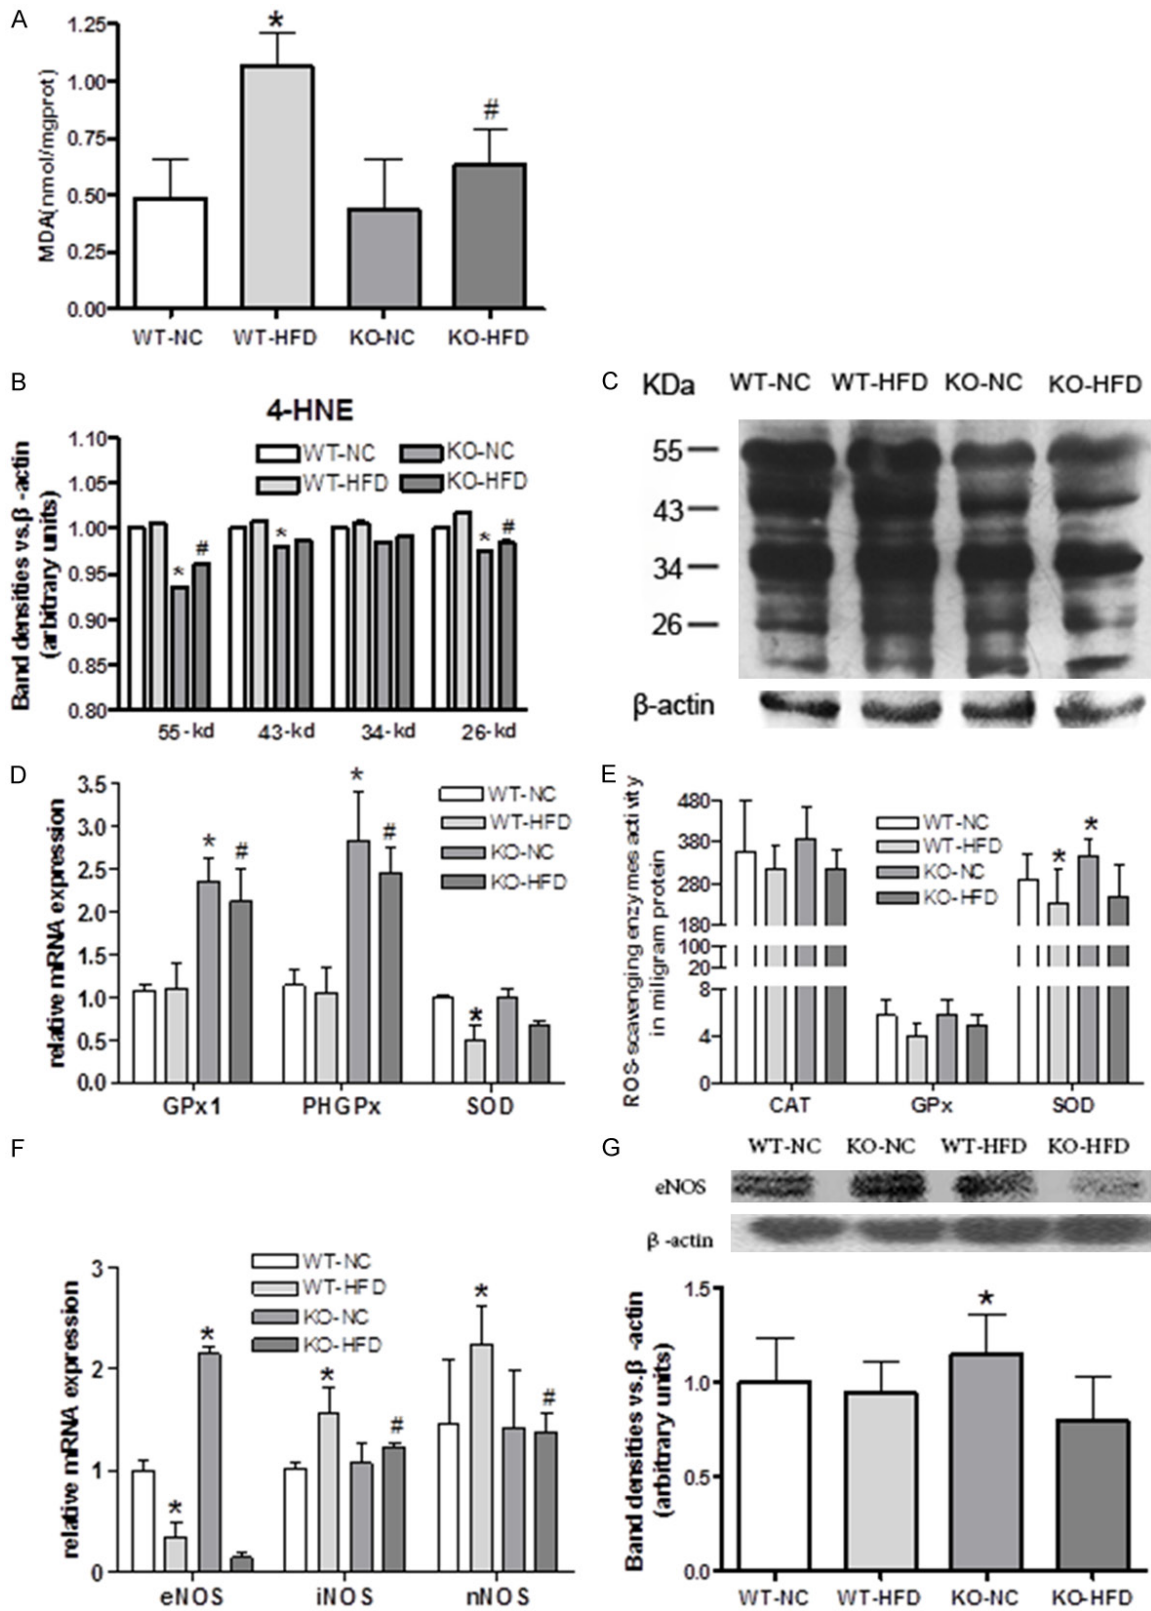 A
1.25
1.00
0.75
0.50
0.25
0.00
MDA(nmol/mgprot)
*
#
WT-NC WT-HFD KO-NC KO-HFD
B
4-HNE
Band densities vs.β -actin
(arbitrary units)
1.10
1.05
1.00
0.95
0.90
0.85
0.80
WT-NC KO-NC
WT-HFD KO-HFD
* # * * #
55-kd 43-kd 34-kd 26-kd
C
KDa WT-NC WT-HFD KO-NC KO-HFD
55
43
34
26
β-actin
D
relative mRNA expression
3.5
3.0
2.5
2.0
1.5
1.0
0.5
0.0
WT-NC
WT-HFD
KO-NC
KO-HFD
* # * # *
GPx1 PHGPx SOD
E
ROS-scavenging enzymes activity
in miligram protein
480
380
280
180
100
20
8
4
0
WT-NC
WT-HFD
KO-NC
KO-HFD
* *
CAT GPx SOD
F
relative mRNA expression
3
2
1
0
WT-NC
WT-HFD
KO-NC
KO-HFD
* * * # * #
eNOS iNOS nNOS
G
WT-NC KO-NC WT-HFD KO-HFD
eNOS
β -actin
Band densities vs.β -actin
(arbitrary units)
1.5
1.0
0.5
0.0
*
WT-NC WT-HFD KO-NC KO-HFD